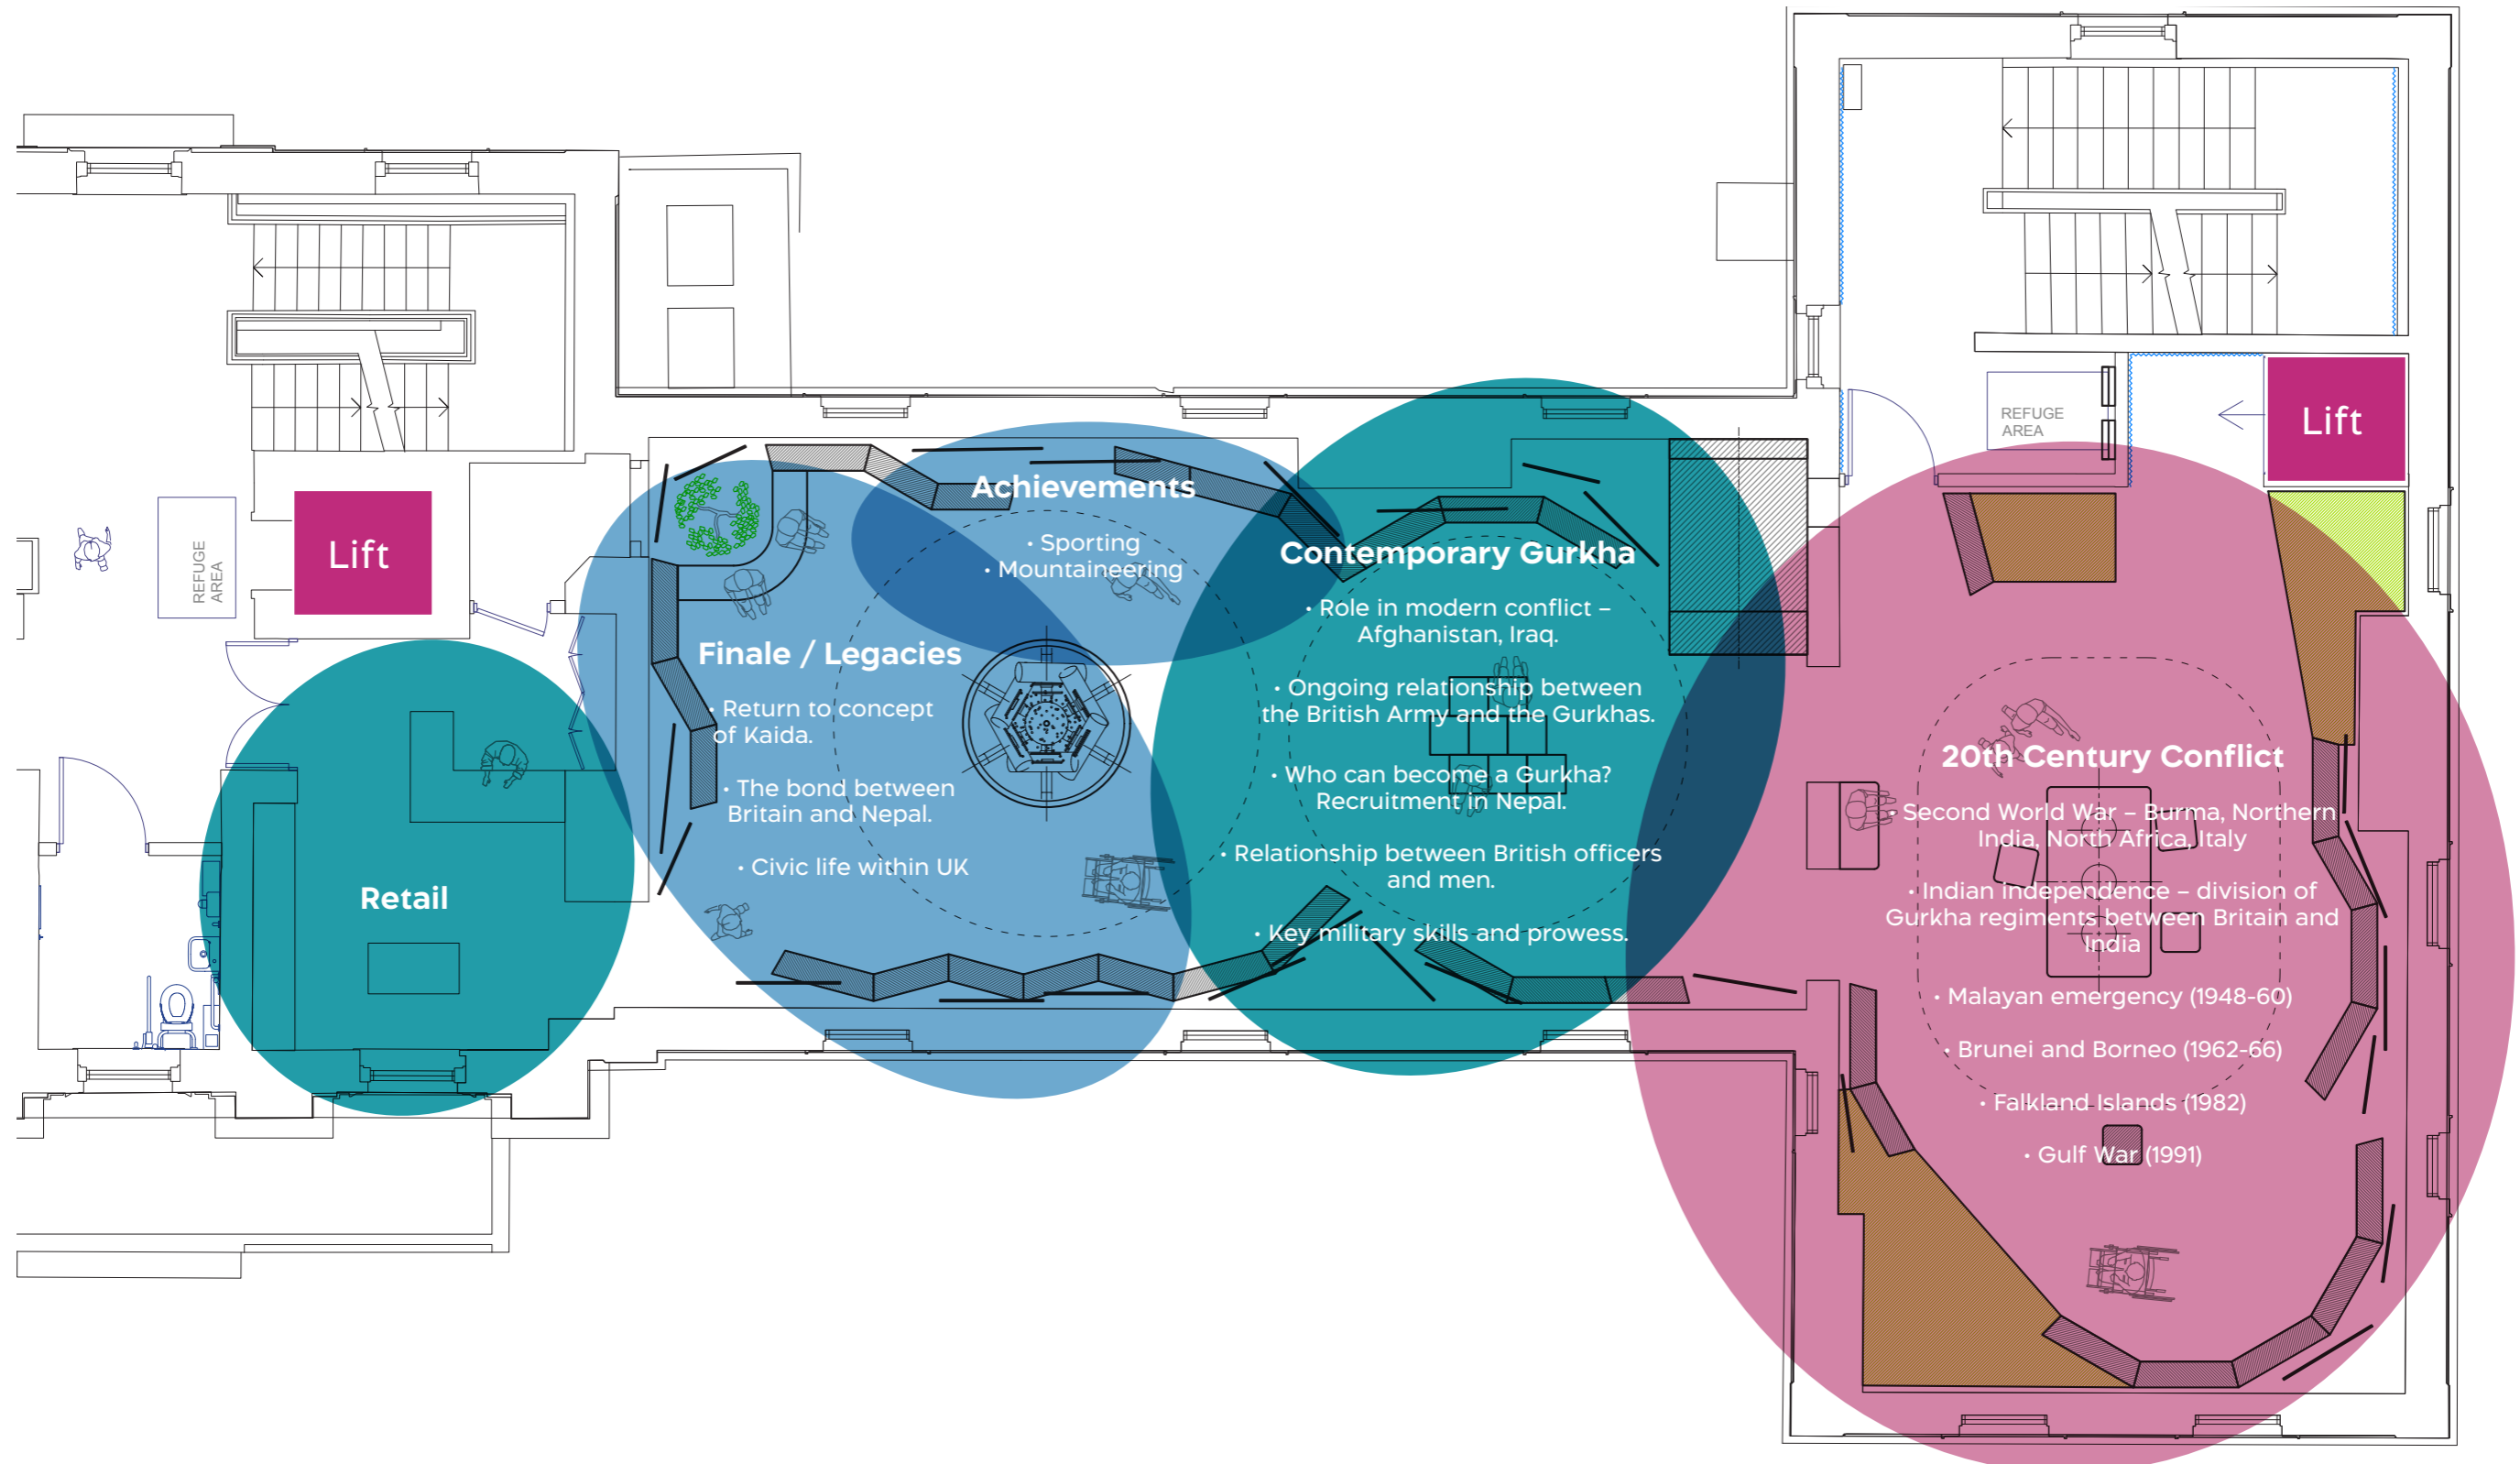 REFUGE
AREA
Lift
Retail
Finale / Legacies
• Return to concept
of Kaida.
• The bond between
Britain and Nepal.
• Civic life within UK
Achievements
• Sporting
• Mountaineering
Contemporary Gurkha
• Role in modern conflict –
Afghanistan, Iraq.
• Ongoing relationship between
the British Army and the Gurkhas.
• Who can become a Gurkha?
Recruitment in Nepal.
• Relationship between British officers
and men.
• Key military skills and prowess.
REFUGE
AREA
Lift
20th Century Conflict
• Second World War – Burma, Northern
India, North Africa, Italy
• Indian independence – division of
Gurkha regiments between Britain and
India
• Malayan emergency (1948-60)
• Brunei and Borneo (1962-66)
• Falkland Islands (1982)
• Gulf War (1991)